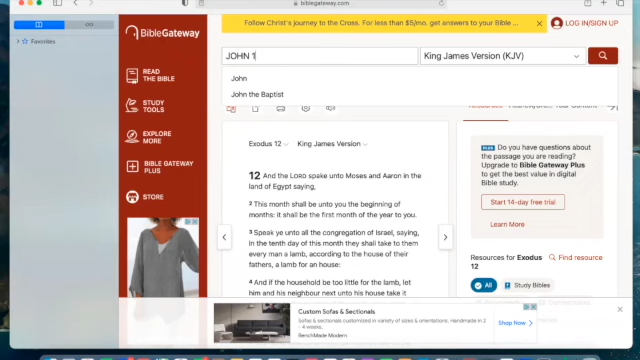 biblegateway.com
Favorites
BibleGateway
READ
THE BIBLE
STUDY
TOOLS
EXPLORE
MORE
BIBLE GATEWAY
PLUS
STORE
Follow Christ's journey to the Cross. For less than $5/mo. get answers to your Bible ...
LOG IN/SIGN UP
JOHN 1
King James Version (KJV)
John
John the Baptist
Exodus 12
King James Version
12 And the LORD spake unto Moses and Aaron in the
land of Egypt saying,
2 This month shall be unto you the beginning of
months: it shall be the first month of the year to you.
3 Speak ye unto all the congregation of Israel, saying,
In the tenth day of this month they shall take to them
every man a lamb, according to the house of their
fathers, a lamb for an house:
4 And if the household be too little for the lamb, let
him and his neighbour next unto his house take it
PLUS Do you have questions about
the passage you are reading?
Upgrade to Bible Gateway Plus
to get the best value in digital
Bible study.
Start 14-day free trial
Learn More
Resources for Exodus
12
Find resource
All
Study Bibles
Custom Sofas & Sectionals
Sofas & sectionals customized in variety of sizes & orientations. Handmade in 2
- 4 weeks.
BenchMade Modern
Shop Now